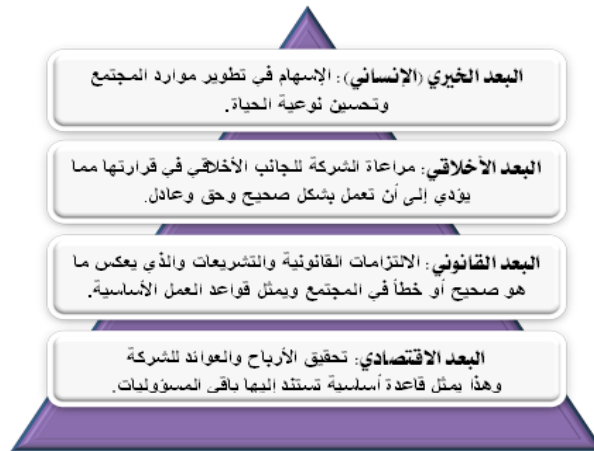 البعد الخيري (الإنساني): الإسهام في تطوير موارد المجتمع
وتحسين نوعية الحياة.
البعد الأخلاقي: مراعاة الشركة للجانب الأخلاقي في قرارتها مما
يؤدي إلى أن تعمل بشكل صحيح وحق وعادل.
البعد القانوني: الالتزامات القانونية والتشريعات والذي يعكس ما
هو صحيح أو خطأ في المجتمع ويمثل قواعد العمل الأساسية.
البعد الاقتصادي: تحقيق الأرباح والعوائد للشركة
وهذا يمثل قاعدة أساسية تستند إليها باقي المسؤوليات.